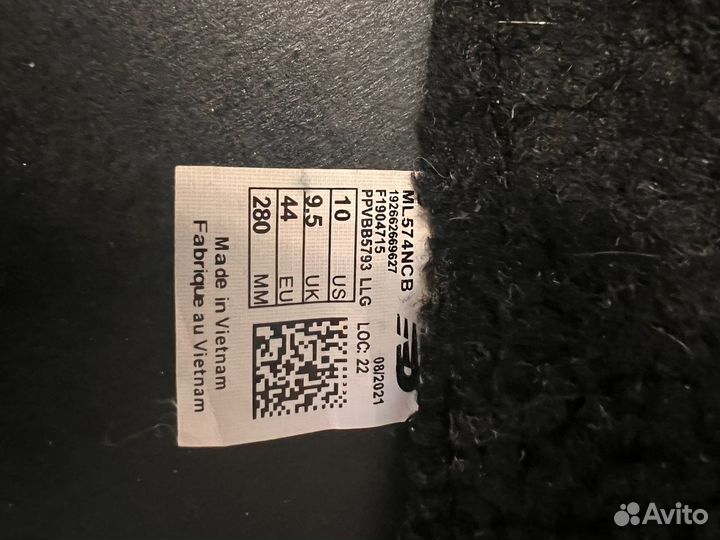 ML574NCB
192662669627
F1904715
PPVBB5793 LLG
08/2021
LOC: 22
10 US
9.5 UK
44 EU
280 MM
Made in Vietnam
Fabriqué au Vietnam
Avito